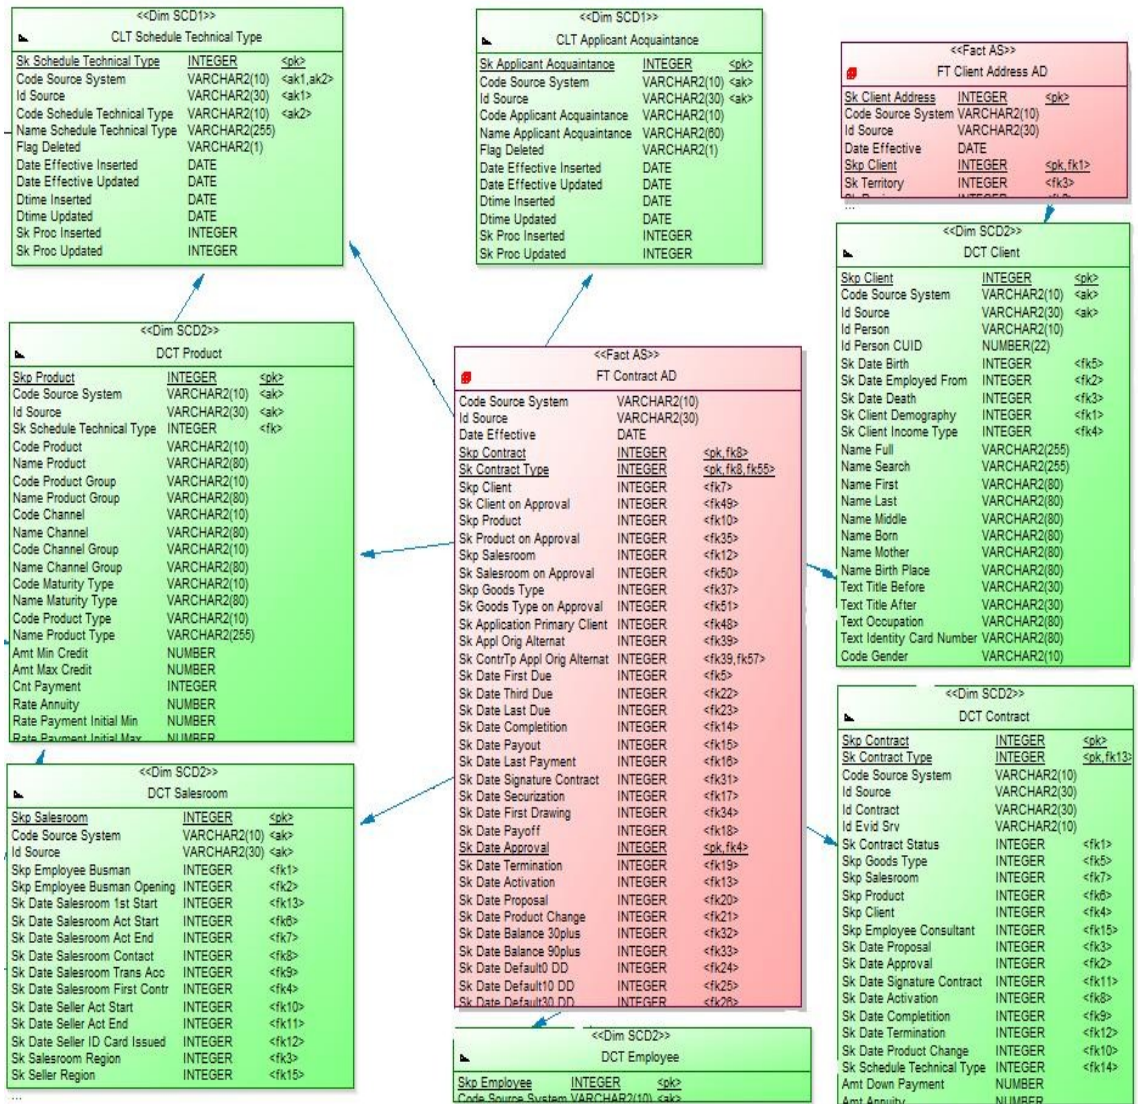 <<Dim SCD1>>
CLT Schedule Technical Type
Sk Schedule Technical Type INTEGER <pk>
Code Source System VARCHAR2(10) <ak1,ak2>
Id Source VARCHAR2(30) <ak1>
Code Schedule Technical Type VARCHAR2(10) <ak2>
Name Schedule Technical Type VARCHAR2(255)
Flag Deleted VARCHAR2(1)
Date Effective Inserted DATE
Date Effective Updated DATE
Dtime Inserted DATE
Dtime Updated DATE
Sk Proc Inserted INTEGER
Sk Proc Updated INTEGER
<<Dim SCD1>>
CLT Applicant Acquaintance
Sk Applicant Acquaintance INTEGER <pk>
Code Source System VARCHAR2(10) <ak>
Id Source VARCHAR2(30) <ak>
Code Applicant Acquaintance VARCHAR2(10)
Name Applicant Acquaintance VARCHAR2(60)
Flag Deleted VARCHAR2(1)
Date Effective Inserted DATE
Date Effective Updated DATE
Dtime Inserted DATE
Dtime Updated DATE
Sk Proc Inserted INTEGER
Sk Proc Updated INTEGER
<<Fact AS>>
FT Client Address AD
Sk Client Address INTEGER <pk>
Code Source System VARCHAR2(10)
Id Source VARCHAR2(30)
Date Effective DATE
Skp Client INTEGER <pk,fk1>
Sk Territory INTEGER <fk3>
...
<<Dim SCD2>>
DCT Client
Skp Client INTEGER <pk>
Code Source System VARCHAR2(10) <ak>
Id Source VARCHAR2(30) <ak>
Id Person VARCHAR2(10)
Id Person CUID NUMBER(22)
Sk Date Birth INTEGER <fk5>
Sk Date Employed From INTEGER <fk2>
Sk Date Death INTEGER <fk3>
Sk Client Demography INTEGER <fk1>
Sk Client Income Type INTEGER <fk4>
Name Full VARCHAR2(255)
Name Search VARCHAR2(255)
Name First VARCHAR2(80)
Name Last VARCHAR2(80)
Name Middle VARCHAR2(80)
Name Born VARCHAR2(80)
Name Mother VARCHAR2(80)
Name Birth Place VARCHAR2(80)
Text Title Before VARCHAR2(30)
Text Title After VARCHAR2(30)
Text Occupation VARCHAR2(80)
Text Identity Card Number VARCHAR2(80)
Code Gender VARCHAR2(10)
<<Dim SCD2>>
DCT Product
Skp Product INTEGER <pk>
Code Source System VARCHAR2(10) <ak>
Id Source VARCHAR2(30) <ak>
Sk Schedule Technical Type INTEGER <fk>
Code Product VARCHAR2(10)
Name Product VARCHAR2(80)
Code Product Group VARCHAR2(10)
Name Product Group VARCHAR2(80)
Code Channel VARCHAR2(10)
Name Channel VARCHAR2(80)
Code Channel Group VARCHAR2(10)
Name Channel Group VARCHAR2(80)
Code Maturity Type VARCHAR2(10)
Name Maturity Type VARCHAR2(80)
Code Product Type VARCHAR2(10)
Name Product Type VARCHAR2(255)
Amt Min Credit NUMBER
Amt Max Credit NUMBER
Cnt Payment INTEGER
Rate Annuity NUMBER
Rate Payment Initial Min NUMBER
Rate Payment Initial Max NUMBER
<<Fact AS>>
FT Contract AD
Code Source System VARCHAR2(10)
Id Source VARCHAR2(30)
Date Effective DATE
Skp Contract INTEGER <pk,fk8>
Sk Contract Type INTEGER <pk,fk8,fk55>
Skp Client INTEGER <fk7>
Sk Client on Approval INTEGER <fk49>
Skp Product INTEGER <fk10>
Sk Product on Approval INTEGER <fk35>
Skp Salesroom INTEGER <fk12>
Sk Salesroom on Approval INTEGER <fk50>
Skp Goods Type INTEGER <fk37>
Sk Goods Type on Approval INTEGER <fk51>
Sk Application Primary Client INTEGER <fk48>
Sk Appl Orig Alternat INTEGER <fk39>
Sk ContrTp Appl Orig Alternat INTEGER <fk39,fk57>
Sk Date First Due INTEGER <fk5>
Sk Date Third Due INTEGER <fk22>
Sk Date Last Due INTEGER <fk23>
Sk Date Completition INTEGER <fk14>
Sk Date Payout INTEGER <fk15>
Sk Date Last Payment INTEGER <fk16>
Sk Date Signature Contract INTEGER <fk31>
Sk Date Securization INTEGER <fk17>
Sk Date First Drawing INTEGER <fk34>
Sk Date Payoff INTEGER <fk18>
Sk Date Approval INTEGER <pk,fk4>
Sk Date Termination INTEGER <fk19>
Sk Date Activation INTEGER <fk13>
Sk Date Proposal INTEGER <fk20>
Sk Date Product Change INTEGER <fk21>
Sk Date Balance 30plus INTEGER <fk32>
Sk Date Balance 90plus INTEGER <fk33>
Sk Date Default0 DD INTEGER <fk24>
Sk Date Default10 DD INTEGER <fk25>
Sk Date Default30 DD INTEGER <fk26>
<<Dim SCD2>>
DCT Contract
Skp Contract INTEGER <pk>
Sk Contract Type INTEGER <pk,fk13>
Code Source System VARCHAR2(10)
Id Source VARCHAR2(30)
Id Contract VARCHAR2(30)
Id Evid Srv VARCHAR2(10)
Sk Contract Status INTEGER <fk1>
Skp Goods Type INTEGER <fk5>
Skp Salesroom INTEGER <fk7>
Skp Product INTEGER <fk6>
Skp Client INTEGER <fk4>
Skp Employee Consultant INTEGER <fk15>
Sk Date Proposal INTEGER <fk3>
Sk Date Approval INTEGER <fk2>
Sk Date Signature Contract INTEGER <fk11>
Sk Date Activation INTEGER <fk8>
Sk Date Completition INTEGER <fk9>
Sk Date Termination INTEGER <fk12>
Sk Date Product Change INTEGER <fk10>
Sk Schedule Technical Type INTEGER <fk14>
Amt Down Payment NUMBER
Amt Annuity NUMBER
<<Dim SCD2>>
DCT Salesroom
Skp Salesroom INTEGER <pk>
Code Source System VARCHAR2(10) <ak>
Id Source VARCHAR2(30) <ak>
Skp Employee Busman INTEGER <fk1>
Skp Employee Busman Opening INTEGER <fk2>
Sk Date Salesroom 1st Start INTEGER <fk13>
Sk Date Salesroom Act Start INTEGER <fk6>
Sk Date Salesroom Act End INTEGER <fk7>
Sk Date Salesroom Contact INTEGER <fk8>
Sk Date Salesroom Trans Acc INTEGER <fk9>
Sk Date Salesroom First Contr INTEGER <fk4>
Sk Date Seller Act Start INTEGER <fk10>
Sk Date Seller Act End INTEGER <fk11>
Sk Date Seller ID Card Issued INTEGER <fk12>
Sk Salesroom Region INTEGER <fk3>
Sk Seller Region INTEGER <fk15>
...
<<Dim SCD2>>
DCT Employee
Skp Employee INTEGER <pk>
Code Source System VARCHAR2(10) <ak>